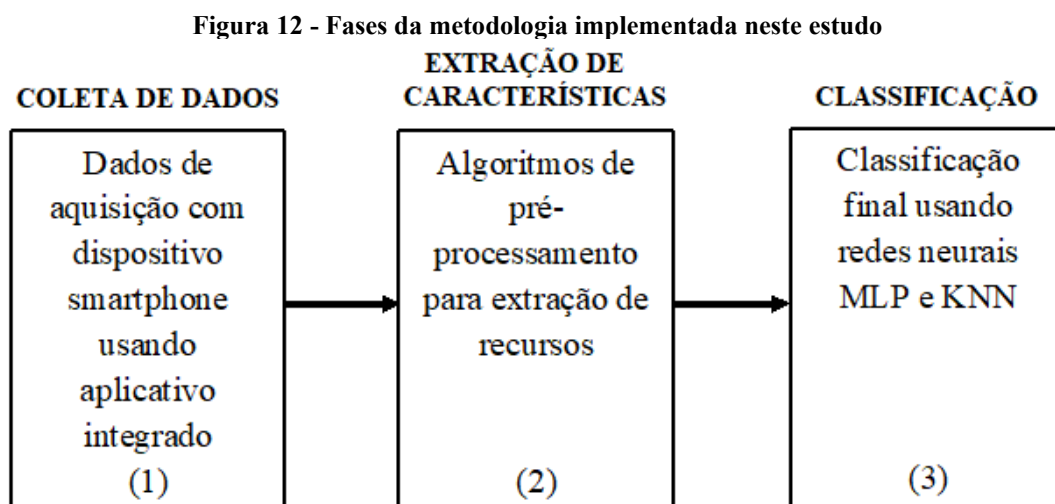 Figura 12 - Fases da metodologia implementada neste estudo
COLETA DE DADOS
Dados de
aquisição com
dispositivo
smartphone
usando
aplicativo
integrado
(1)
EXTRAÇÃO DE
CARACTERÍSTICAS
Algoritmos de
pré-
processamento
para extração de
recursos
(2)
CLASSIFICAÇÃO
Classificação
final usando
redes neurais
MLP e KNN
(3)